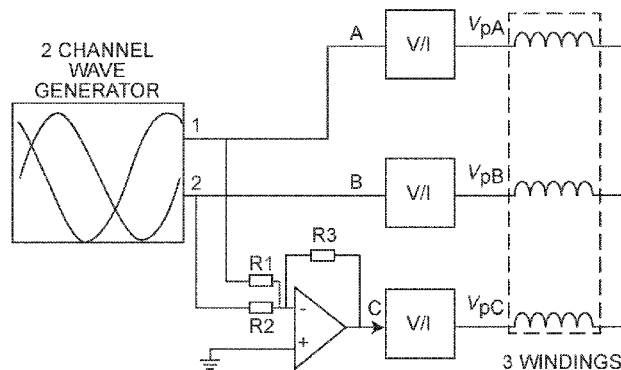 2 CHANNEL
WAVE
GENERATOR
1
2
A
V/I
VpA
B
V/I
VpB
R1
R2
R3
-
+
C
V/I
VpC
3 WINDINGS